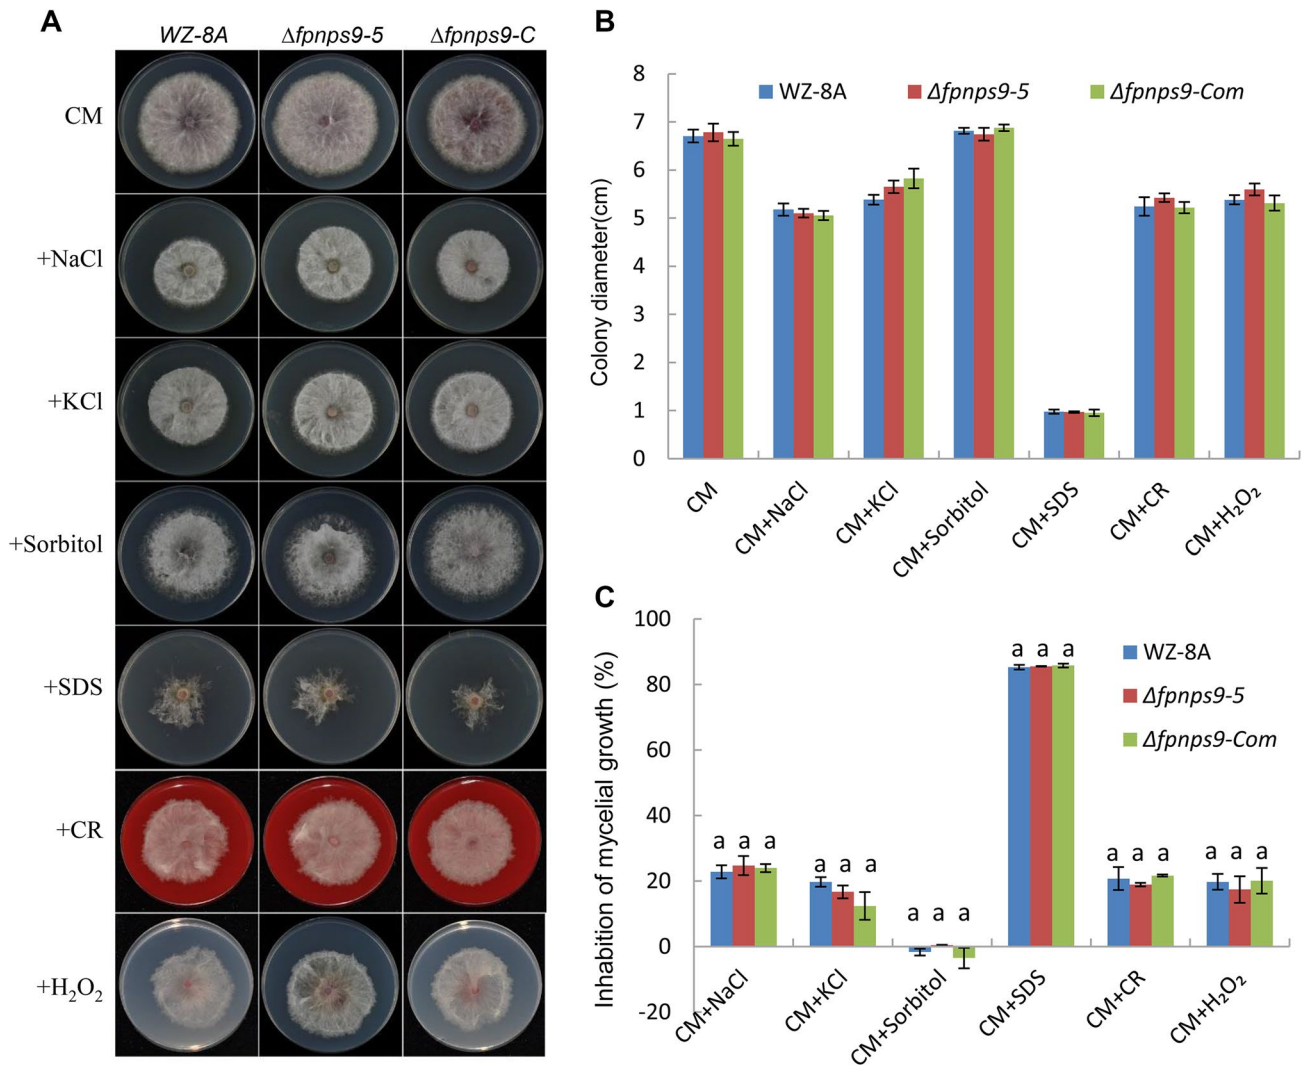 A
WZ-8A Δfpnps9-5 Δfpnps9-C
CM
+NaCl
+KCl
+Sorbitol
+SDS
+CR
+H₂O₂
B
Colony diameter(cm)
8
7
6
5
4
3
2
1
0
WZ-8A Δfpnps9-5 Δfpnps9-Com
CM CM+NaCl CM+KCl CM+Sorbitol CM+SDS CM+CR CM+H₂O₂
C
Inhabition of mycelial growth (%)
100
80
60
40
20
0
-20
WZ-8A
Δfpnps9-5
Δfpnps9-Com
a a a a a a a a a a a a a a a a a a
CM+NaCl CM+KCl CM+Sorbitol CM+SDS CM+CR CM+H₂O₂